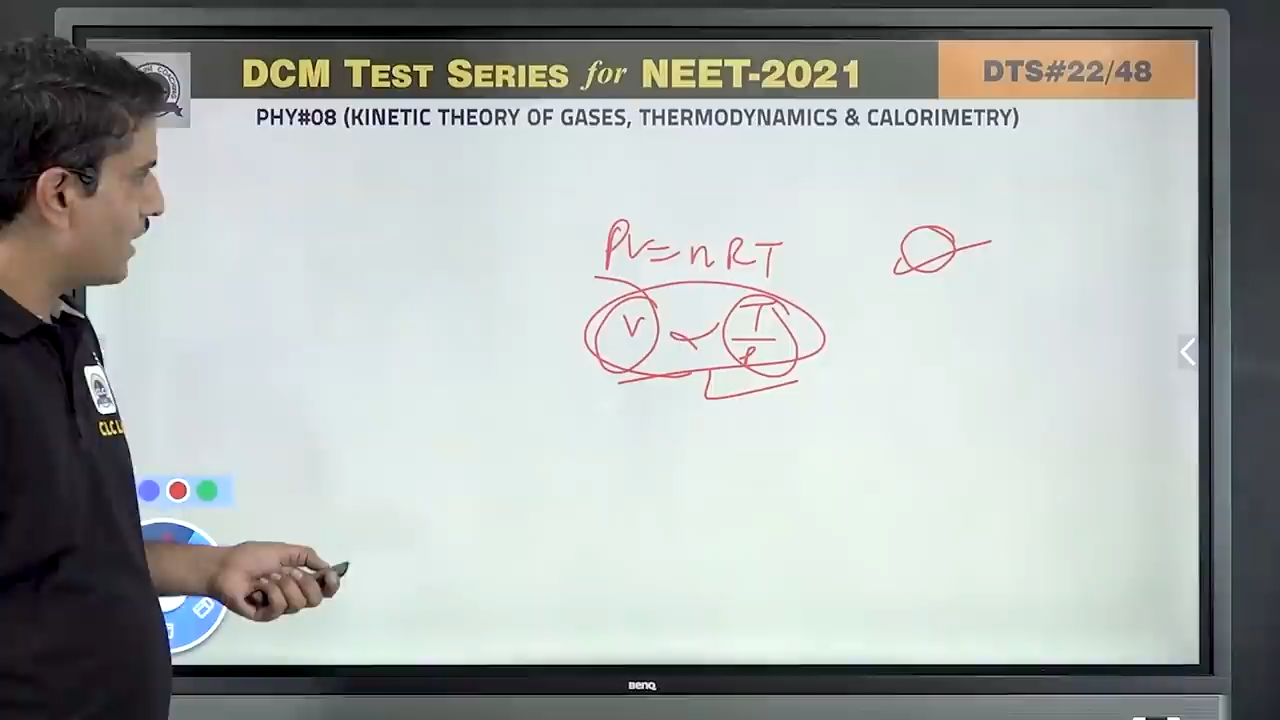 DCM TEST SERIES for NEET-2021
DTS#22/48
PHY#08 (KINETIC THEORY OF GASES, THERMODYNAMICS & CALORIMETRY)
PV = nRT
V ∝ T/P
CLC
BENQ